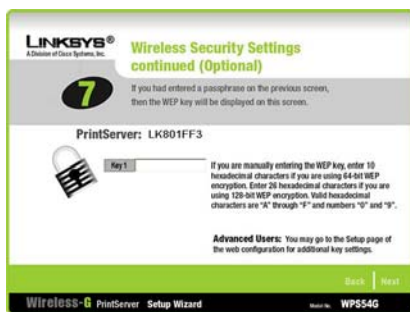 LINKSYS®
A Division of Cisco Systems, Inc.
Wireless Security Settings
continued (Optional)
7
If you had entered a passphrase on the previous screen,
then the WEP key will be displayed on this screen.
PrintServer: LK801FF3
Key 1
If you are manually entering the WEP key, enter 10
hexadecimal characters if you are using 64-bit WEP
encryption. Enter 26 hexadecimal characters if you are
using 128-bit WEP encryption. Valid hexadecimal
characters are "A" through "F" and numbers "0" and "9".
Advanced Users: You may go to the Setup page of
the web configuration for additional key settings.
Back Next
Wireless-G PrintServer Setup Wizard
Model No. WPS54G